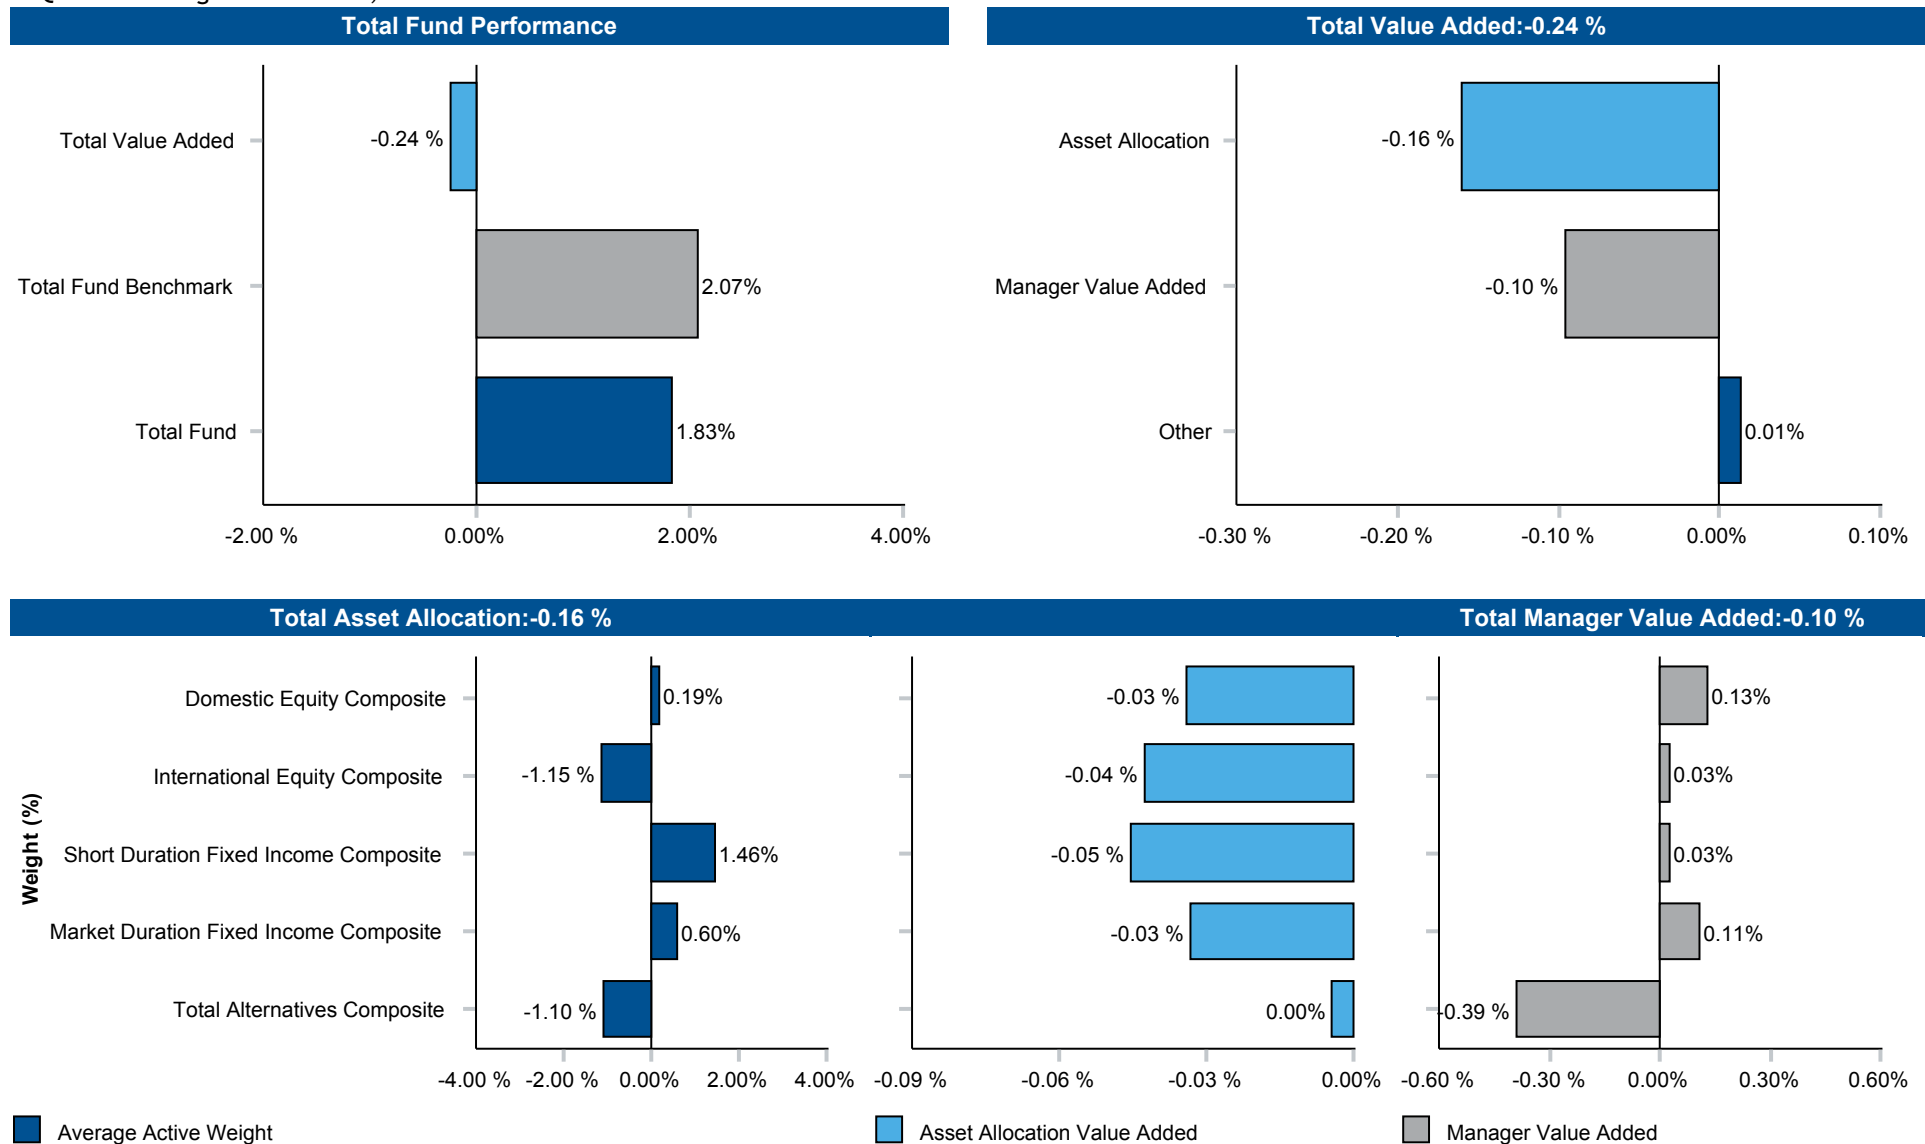 Total Fund Performance
Total Value Added:-0.24 %
Total Value Added
-0.24 %
Total Fund Benchmark
2.07%
Total Fund
1.83%
-2.00 % 0.00% 2.00% 4.00%
Asset Allocation
-0.16 %
Manager Value Added
-0.10 %
Other
0.01%
-0.30 % -0.20 % -0.10 % 0.00% 0.10%
Total Asset Allocation:-0.16 %
Total Manager Value Added:-0.10 %
Weight (%)
Domestic Equity Composite 0.19% -0.03 % 0.13%
International Equity Composite -1.15 % -0.04 % 0.03%
Short Duration Fixed Income Composite 1.46% -0.05 % 0.03%
Market Duration Fixed Income Composite 0.60% -0.03 % 0.11%
Total Alternatives Composite -1.10 % 0.00% -0.39 %
-4.00 % -2.00 % 0.00% 2.00% 4.00%
-0.09 % -0.06 % -0.03 % 0.00%
-0.60 % -0.30 % 0.00% 0.30% 0.60%
Average Active Weight
Asset Allocation Value Added
Manager Value Added